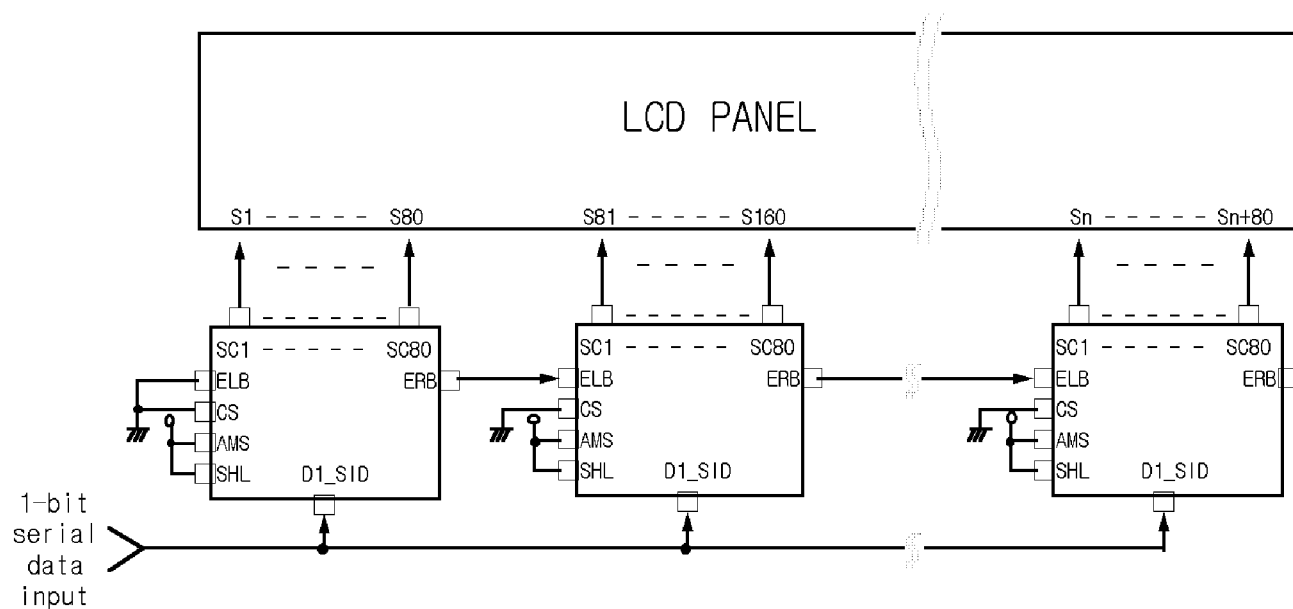 LCD PANEL
S1 - - - - - S80 S81 - - - - - S160 Sn - - - - - Sn+80
SC1 - - - - - SC80 SC1 - - - - - SC80 SC1 - - - - - SC80
ELB ERB ELB ERB ELB ERB
CS CS CS
AMS AMS AMS
SHL SHL SHL
D1_SID D1_SID D1_SID
1-bit
serial
data
input